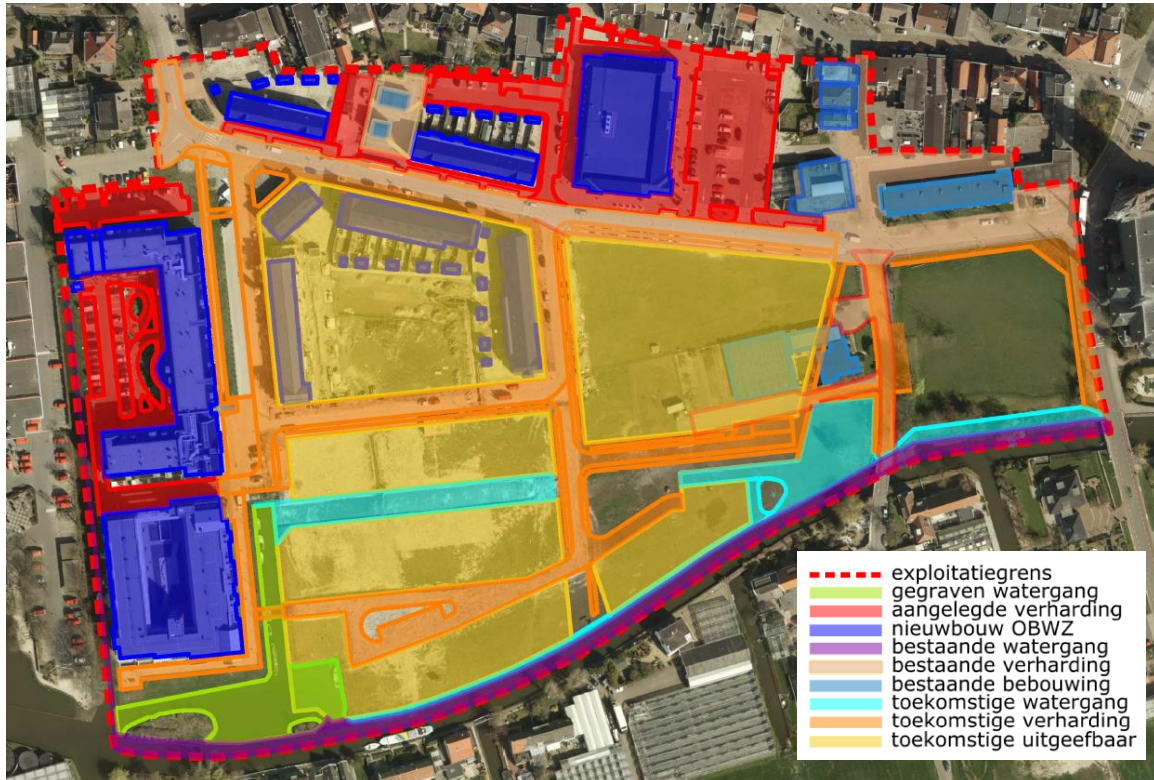 exploitatiegrens
gegraven watergang
aangelegde verharding
nieuwbouw OBWZ
bestaande watergang
bestaande verharding
bestaande bebouwing
toekomstige watergang
toekomstige verharding
toekomstige uitgeefbaar